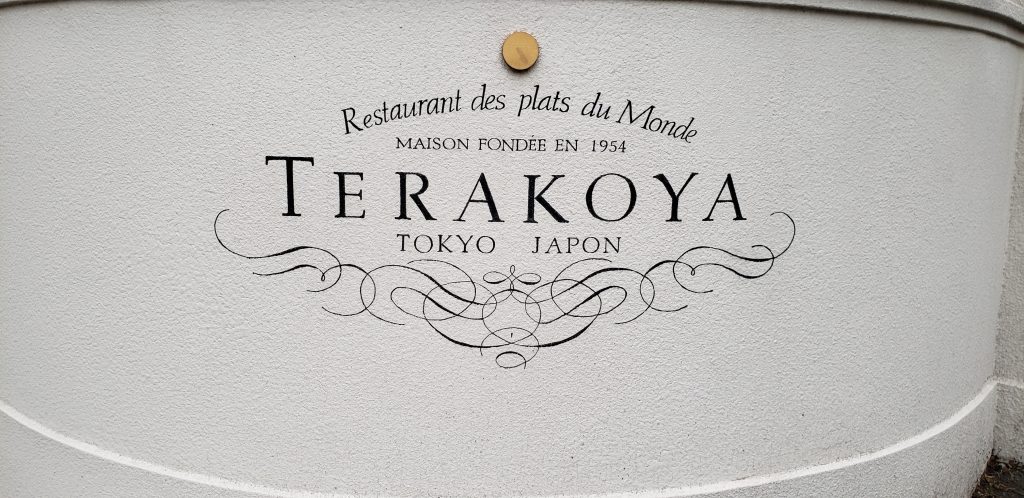 Restaurant des plats du Monde
MAISON FONDÉE EN 1954
TERAKOYA
TOKYO JAPON